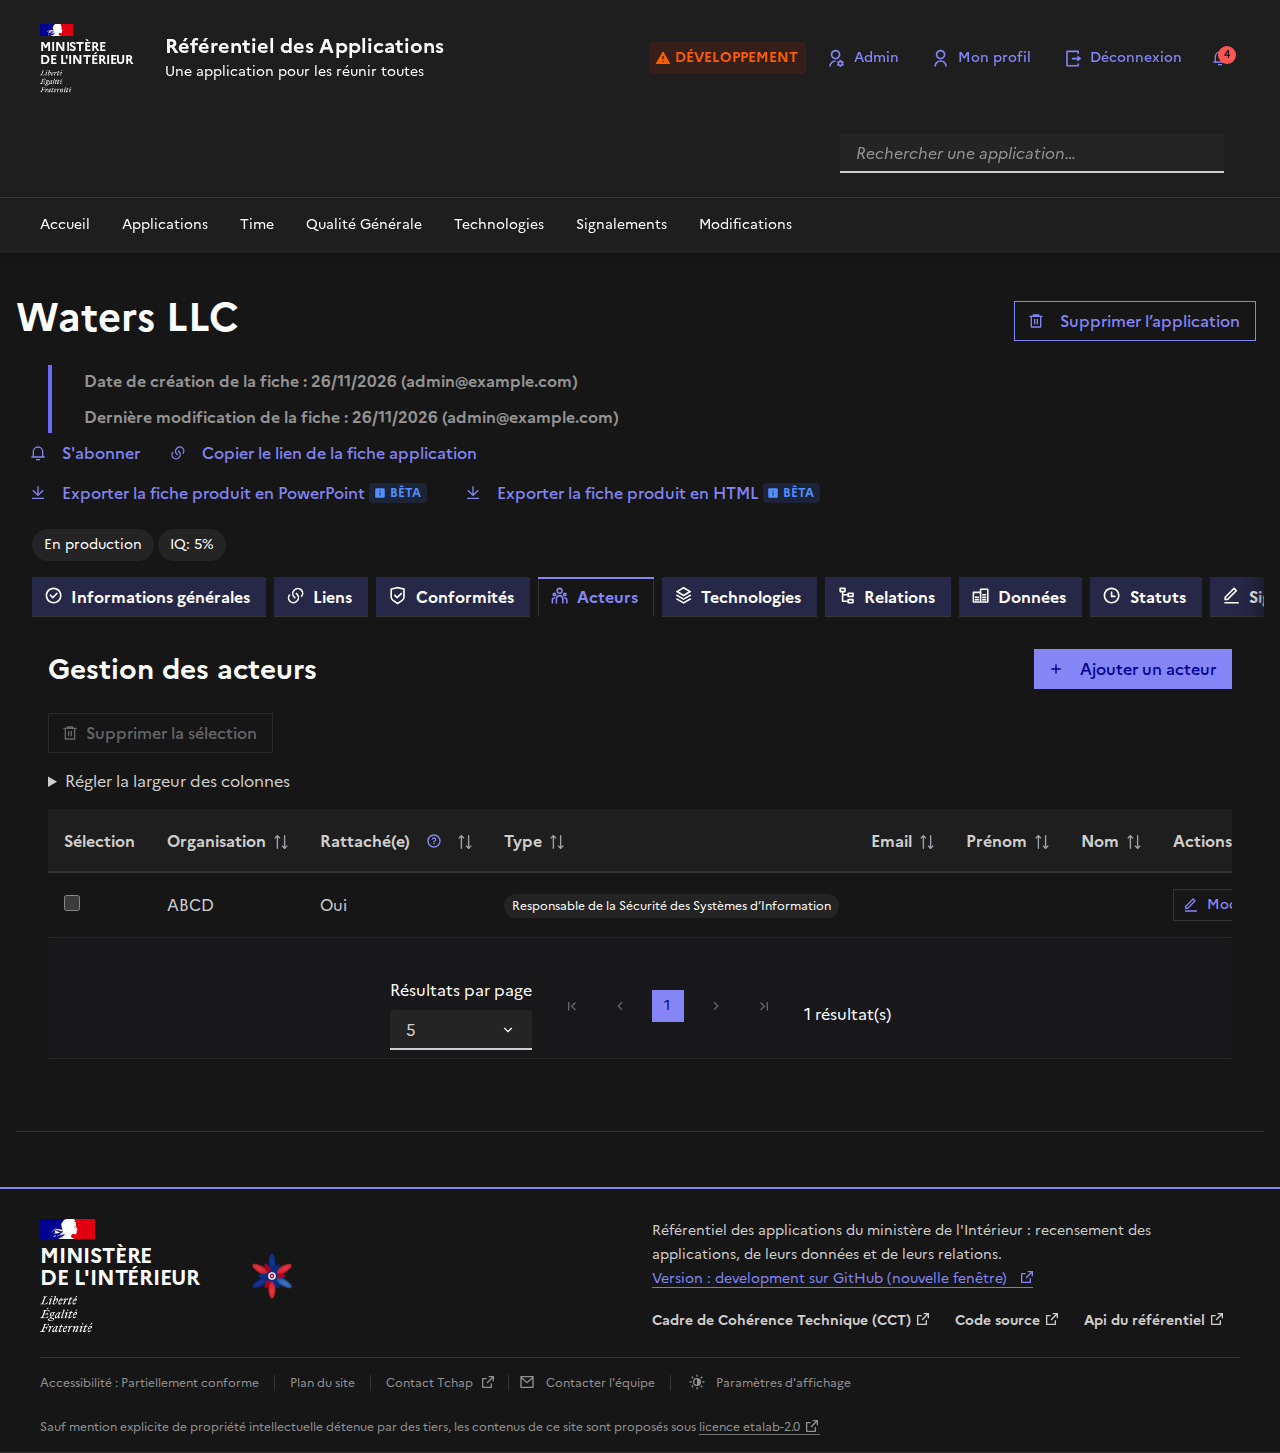 MINISTÈRE
DE L'INTÉRIEUR
Liberté
Égalité
Fraternité
Référentiel des Applications
Une application pour les réunir toutes
DÉVELOPPEMENT
Admin
Mon profil
Déconnexion
4
Rechercher une application…
Accueil
Applications
Time
Qualité Générale
Technologies
Signalements
Modifications
Waters LLC
Supprimer l’application
Date de création de la fiche : 26/11/2026 (admin@example.com)
Dernière modification de la fiche : 26/11/2026 (admin@example.com)
S'abonner
Copier le lien de la fiche application
Exporter la fiche produit en PowerPoint BÊTA
Exporter la fiche produit en HTML BÊTA
En production
IQ: 5%
Informations générales
Liens
Conformités
Acteurs
Technologies
Relations
Données
Statuts
Gestion des acteurs
Ajouter un acteur
Supprimer la sélection
Régler la largeur des colonnes
Sélection
Organisation
Rattaché(e)
Type
Email
Prénom
Nom
Actions
ABCD
Oui
Responsable de la Sécurité des Systèmes d’Information
Résultats par page
5
1
1 résultat(s)
MINISTÈRE
DE L'INTÉRIEUR
Liberté
Égalité
Fraternité
Référentiel des applications du ministère de l'Intérieur : recensement des
applications, de leurs données et de leurs relations.
Version : development sur GitHub (nouvelle fenêtre)
Cadre de Cohérence Technique (CCT)
Code source
Api du référentiel
Accessibilité : Partiellement conforme
Plan du site
Contact Tchap
Contacter l'équipe
Paramètres d'affichage
Sauf mention explicite de propriété intellectuelle détenue par des tiers, les contenus de ce site sont proposés sous licence etalab-2.0